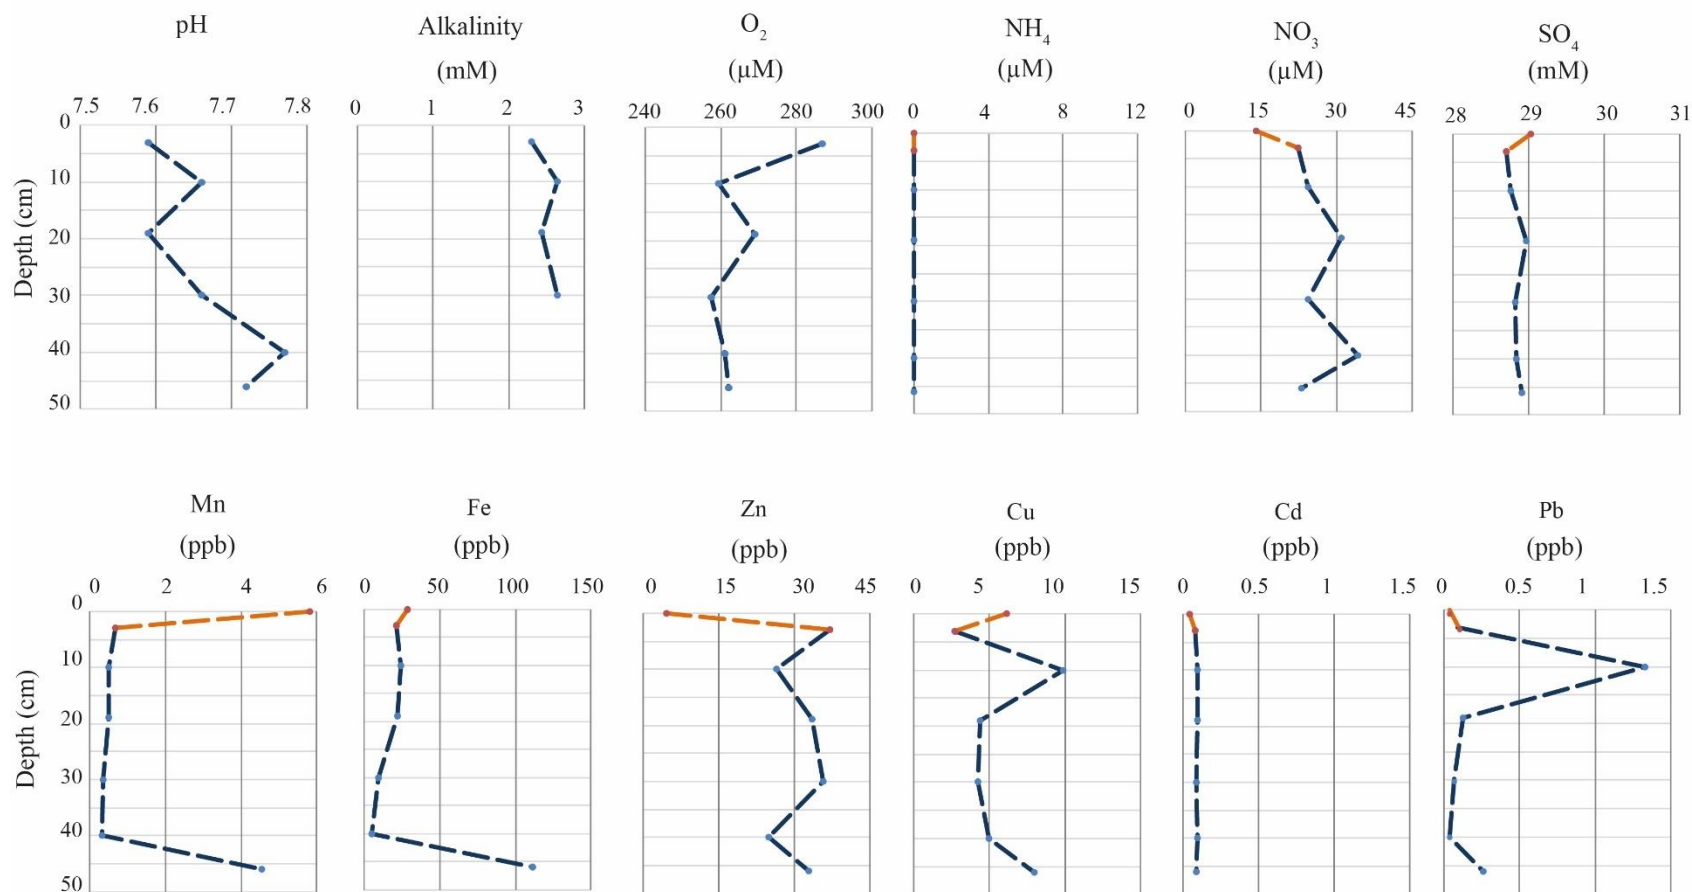 pH Alkalinity O₂ NH₄ NO₃ SO₄
(mM) (µM) (µM) (µM) (mM)
7.5 7.6 7.7 7.8 0 1 2 3 240 260 280 300 0 4 8 12 0 15 30 45 28 29 30 31
0
10
20
30
40
50
Depth (cm)
Mn Fe Zn Cu Cd Pb
(ppb) (ppb) (ppb) (ppb) (ppb) (ppb)
0 2 4 6 0 50 100 150 0 15 30 45 0 5 10 15 0 0.5 1 1.5 0 0.5 1 1.5
0
10
20
30
40
50
Depth (cm)